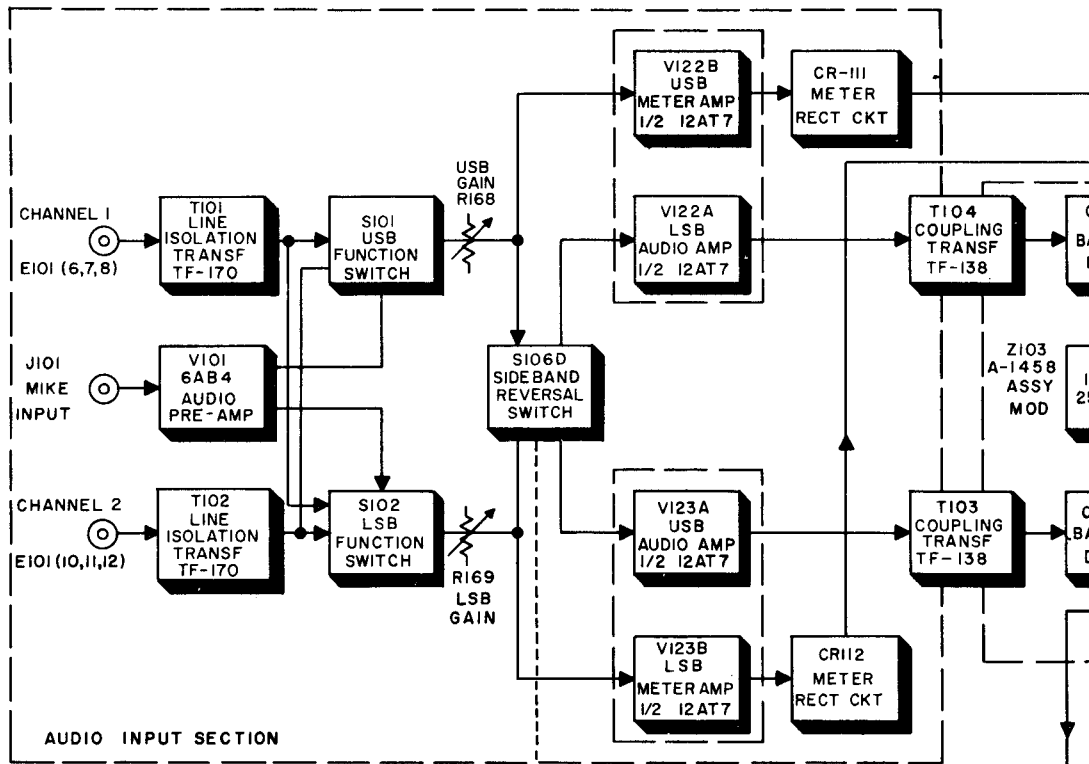 V122B
USB
METER AMP
1/2 12AT7
CR-111
METER
RECT CKT
USB
GAIN
R168
CHANNEL 1
E101 (6,7,8)
T101
LINE
ISOLATION
TRANSF
TF-170
S101
USB
FUNCTION
SWITCH
V122A
LSB
AUDIO AMP
1/2 12AT7
T104
COUPLING
TRANSF
TF-138
J101
MIKE
INPUT
V101
6AB4
AUDIO
PRE-AMP
S106D
SIDEBAND
REVERSAL
SWITCH
Z103
A-1458
ASSY
MOD
CHANNEL 2
E101 (10,11,12)
T102
LINE
ISOLATION
TRANSF
TF-170
S102
LSB
FUNCTION
SWITCH
R169
LSB
GAIN
V123A
USB
AUDIO AMP
1/2 12AT7
T103
COUPLING
TRANSF
TF-138
V123B
LSB
METER AMP
1/2 12AT7
CR112
METER
RECT CKT
AUDIO INPUT SECTION